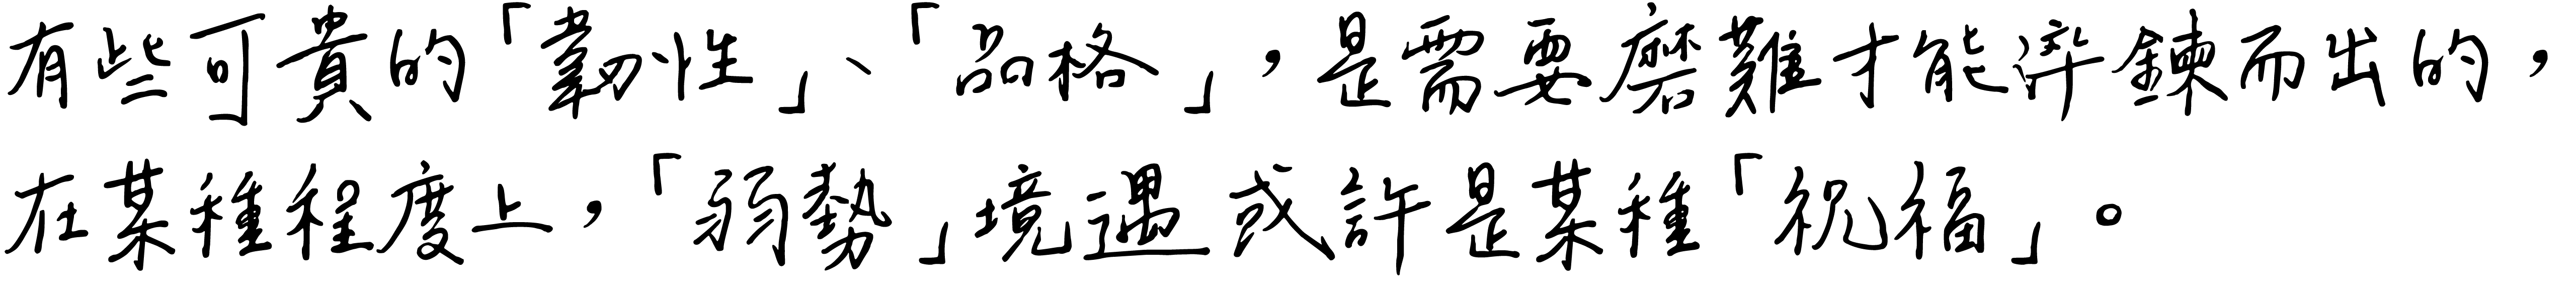 有些可貴的「韌性」、「品格」，是需要磨難才能淬鍊而出的，
在某種程度上，「弱勢」境遇或許是某種「祝福」。